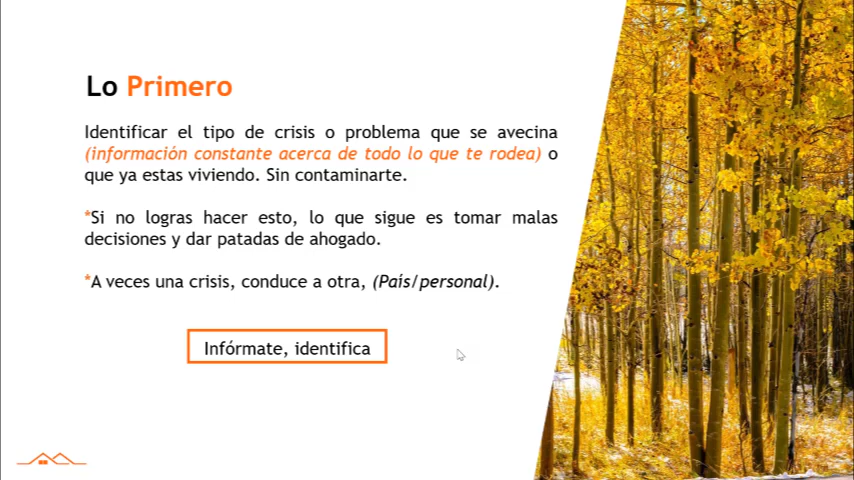 Lo Primero
Identificar el tipo de crisis o problema que se avecina
(información constante acerca de todo lo que te rodea) o
que ya estas viviendo. Sin contaminarte.
*Si no logras hacer esto, lo que sigue es tomar malas
decisiones y dar patadas de ahogado.
*A veces una crisis, conduce a otra, (País/personal).
Infórmate, identifica